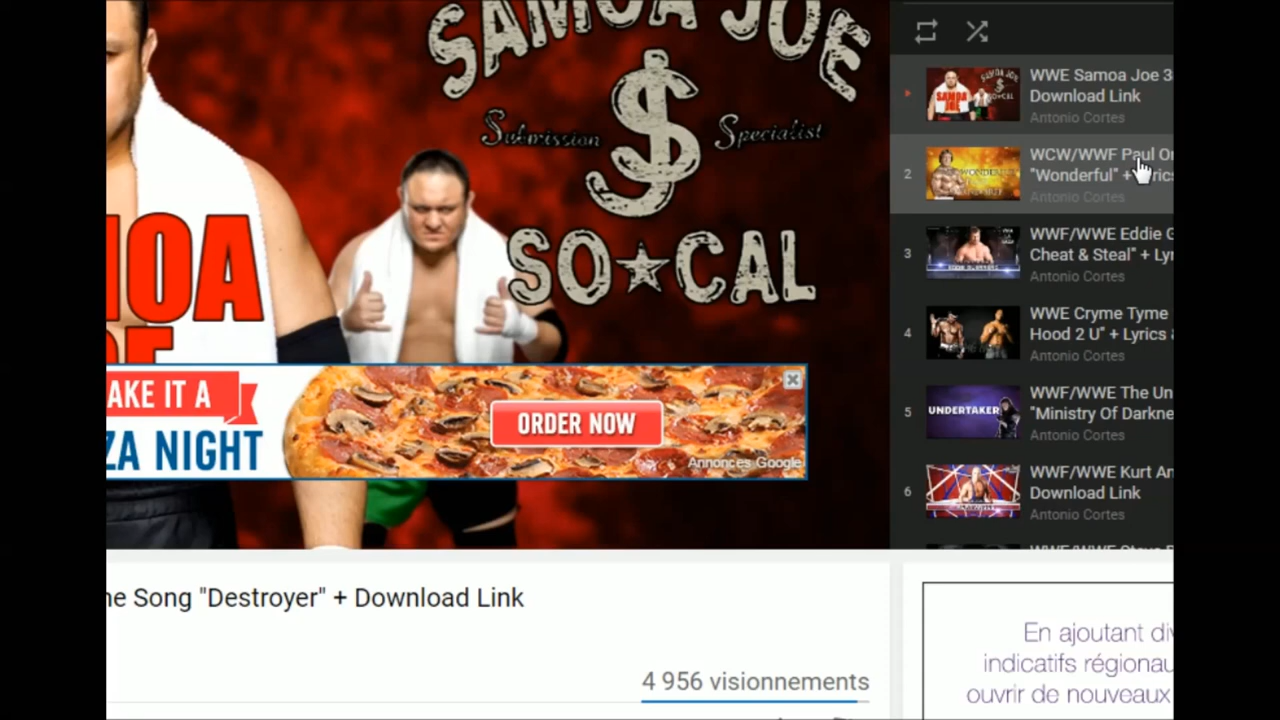 SAMOA JOE
$
Submission Specialist
SO★CAL
MOA
AKE IT A
ZA NIGHT
ORDER NOW
Annonces Google
WWE Samoa Joe 3
Download Link
Antonio Cortes
2
WCW/WWF Paul Or
"Wonderful" +
Antonio Cortes
3
WWF/WWE Eddie G
Cheat & Steal" + Lyr
Antonio Cortes
4
WWE Cryme Tyme
Hood 2 U" + Lyrics &
Antonio Cortes
5
UNDERTAKER
WWF/WWE The Un
"Ministry Of Darkne
Antonio Cortes
6
WWF/WWE Kurt An
Download Link
Antonio Cortes
ne Song "Destroyer" + Download Link
4 956 visionnements
En ajoutant div
indicatifs régionau
ouvrir de nouveaux